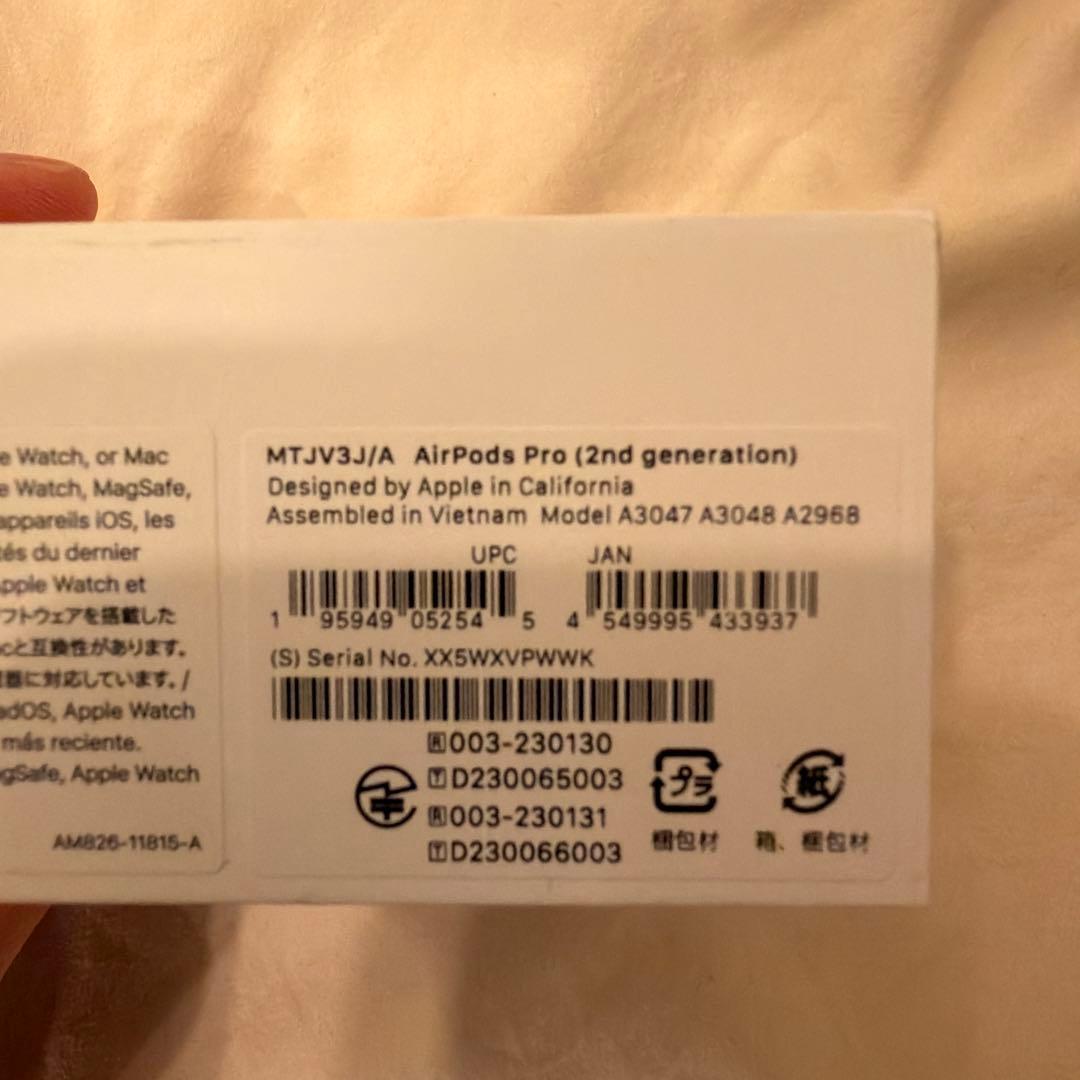 e Watch, or Mac
e Watch, MagSafe,
appareils iOS, les
tés du dernier
Apple Watch et
フトウェアを搭載した
acと互換性があります。
器に対応しています。/
adOS, Apple Watch
más reciente.
gSafe, Apple Watch
AM826-11815-A
MTJV3J/A AirPods Pro (2nd generation)
Designed by Apple in California
Assembled in Vietnam Model A3047 A3048 A2968
UPC JAN
1 95949 05254 5 4 549995 433937
(S) Serial No. XX5WXVPWWK
R 003-230130
T D230065003
R 003-230131
T D230066003
プラ
梱包材
紙
箱、梱包材